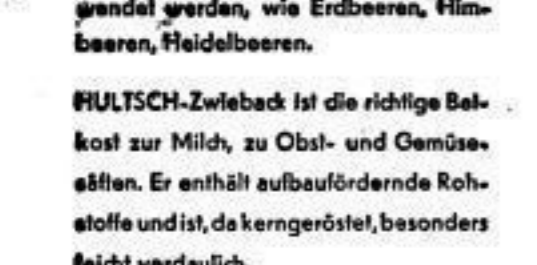 wendet werden, wie Erdbeeren, Him-
beeren, Heidelbeeren.
HULTSCH-Zwieback ist die richtige Bei-
kost zur Milch, zu Obst- und Gemüse-
säften. Er enthält aufbaufördernde Roh-
stoffe und ist, da kerngeröstet, besonders
leicht verdaulich.